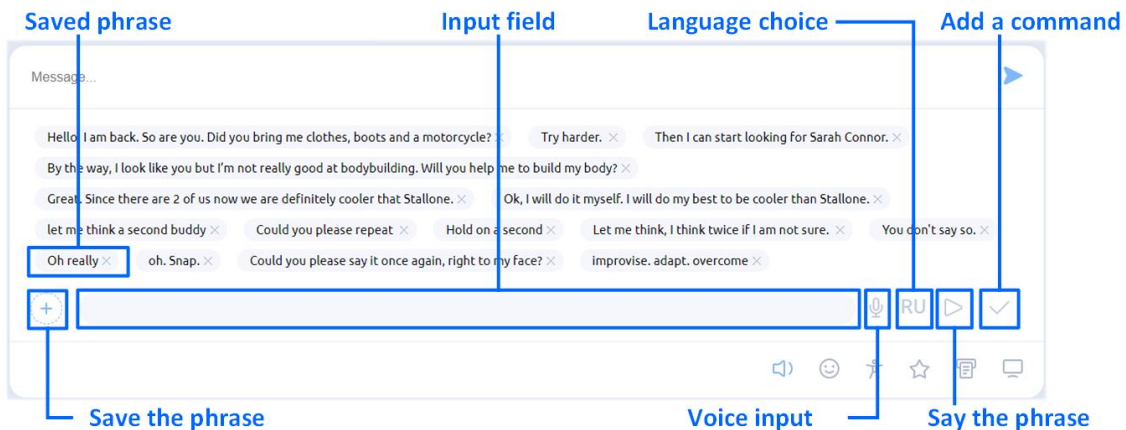 Saved phrase Input field Language choice Add a command
Message...
Hello, I am back. So are you. Did you bring me clothes, boots and a motorcycle? × Try harder. × Then I can start looking for Sarah Connor. ×
By the way, I look like you but I'm not really good at bodybuilding. Will you help me to build my body? ×
Great. Since there are 2 of us now we are definitely cooler that Stallone. × Ok, I will do it myself. I will do my best to be cooler than Stallone. ×
let me think a second buddy × Could you please repeat × Hold on a second × Let me think, I think twice if I am not sure. × You don't say so. ×
Oh really × oh. Snap. × Could you please say it once again, right to my face? × improvise. adapt. overcome ×
+ RU
Save the phrase Voice input Say the phrase